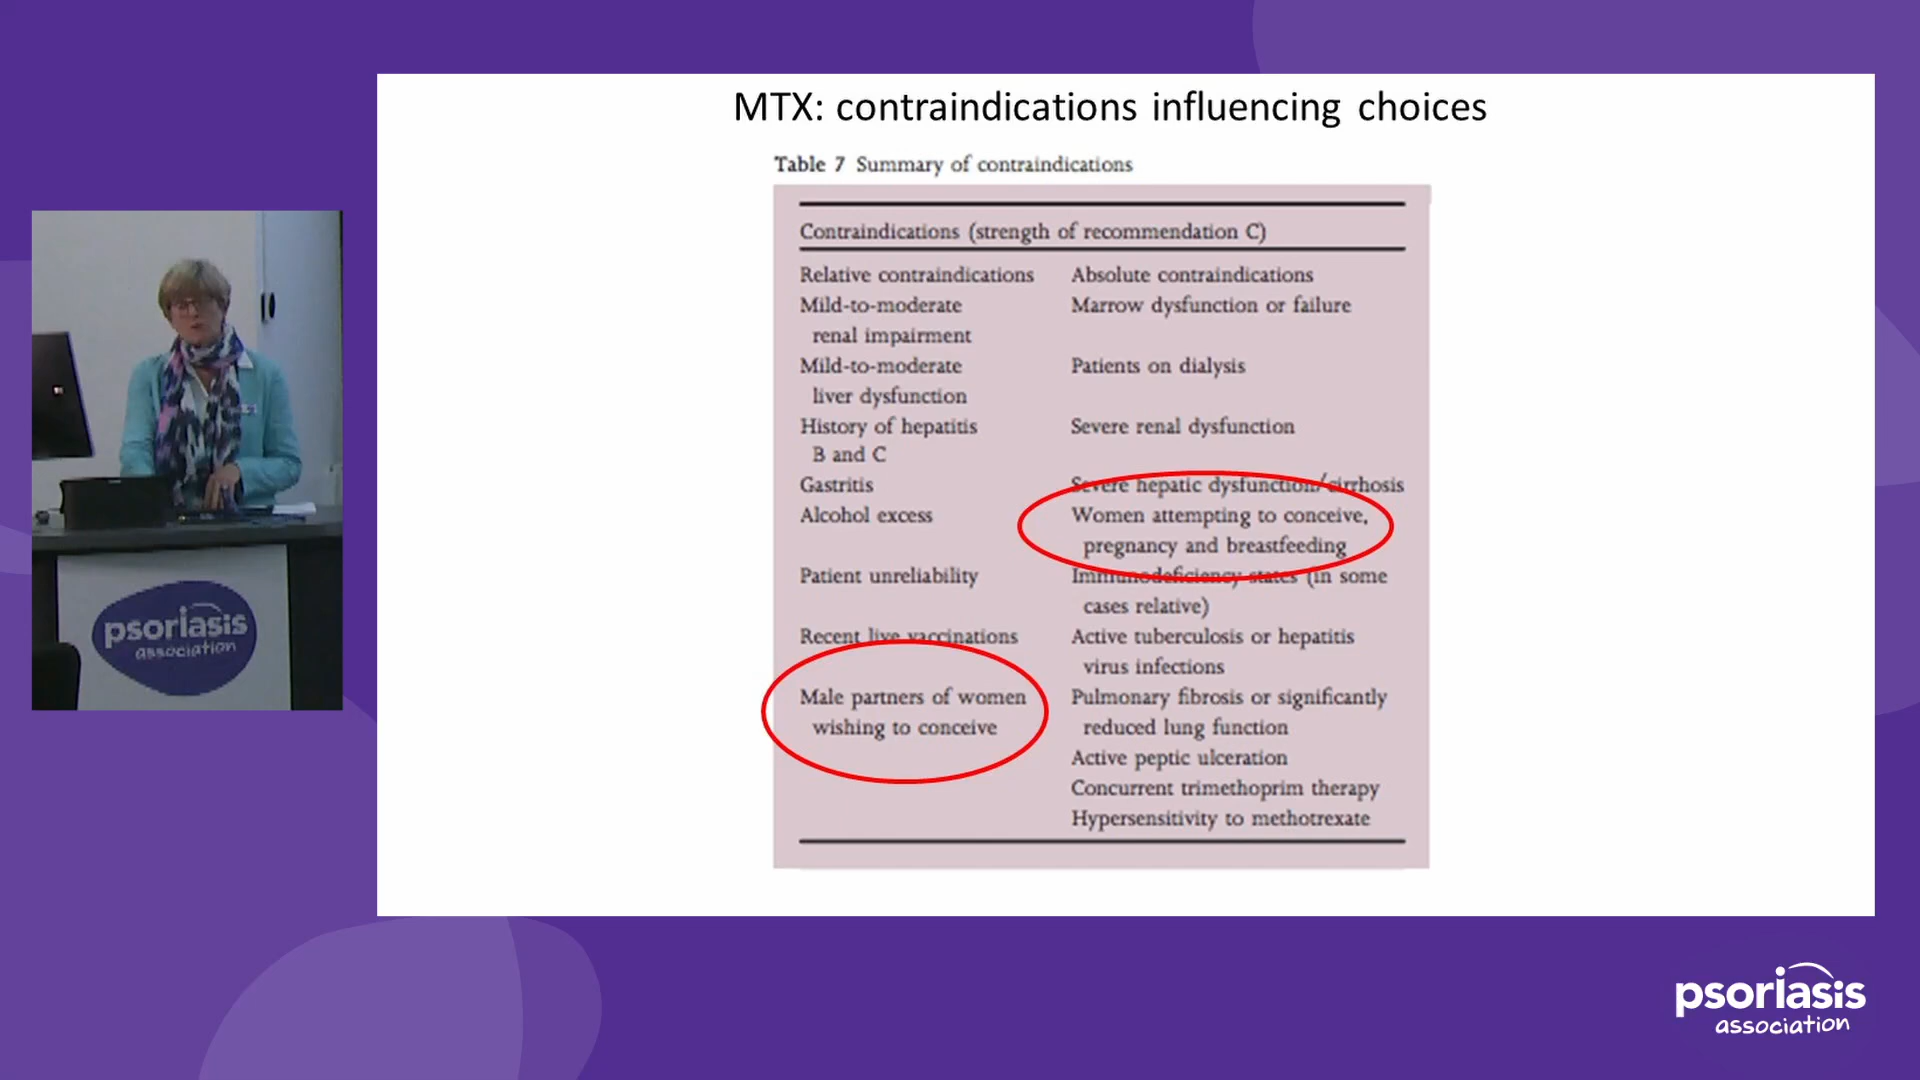 MTX: contraindications influencing choices
Table 7 Summary of contraindications
Contraindications (strength of recommendation C)
Relative contraindications
Absolute contraindications
Mild-to-moderate
renal impairment
Marrow dysfunction or failure
Mild-to-moderate
liver dysfunction
Patients on dialysis
History of hepatitis
B and C
Severe renal dysfunction
Gastritis
Severe hepatic dysfunction/cirrhosis
Alcohol excess
Women attempting to conceive,
pregnancy and breastfeeding
Patient unreliability
Immunodeficiency states (in some
cases relative)
Recent live vaccinations
Active tuberculosis or hepatitis
virus infections
Male partners of women
wishing to conceive
Pulmonary fibrosis or significantly
reduced lung function
Active peptic ulceration
Concurrent trimethoprim therapy
Hypersensitivity to methotrexate
psoriasis
association
psoriasis
association